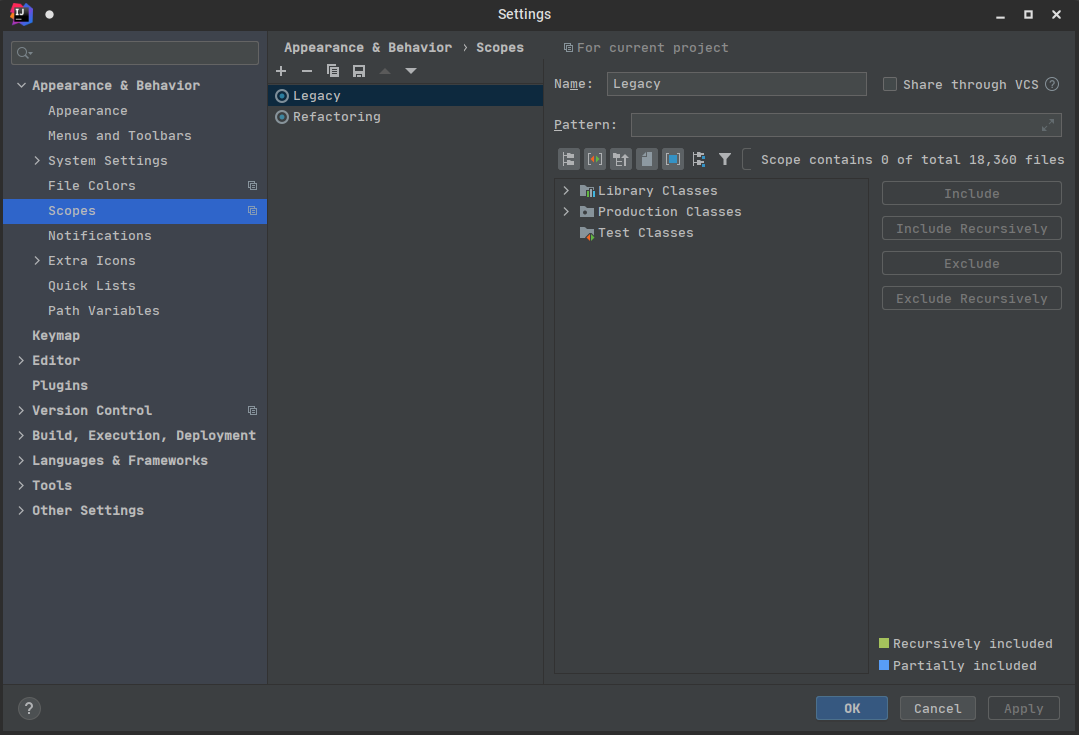 Settings
Appearance & Behavior › Scopes
For current project
Appearance & Behavior
Appearance
Menus and Toolbars
System Settings
File Colors
Scopes
Notifications
Extra Icons
Quick Lists
Path Variables
Keymap
Editor
Plugins
Version Control
Build, Execution, Deployment
Languages & Frameworks
Tools
Other Settings
Legacy
Refactoring
Name:
Legacy
Share through VCS
Pattern:
Scope contains 0 of total 18,360 files
Library Classes
Production Classes
Test Classes
Include
Include Recursively
Exclude
Exclude Recursively
Recursively included
Partially included
?
OK
Cancel
Apply